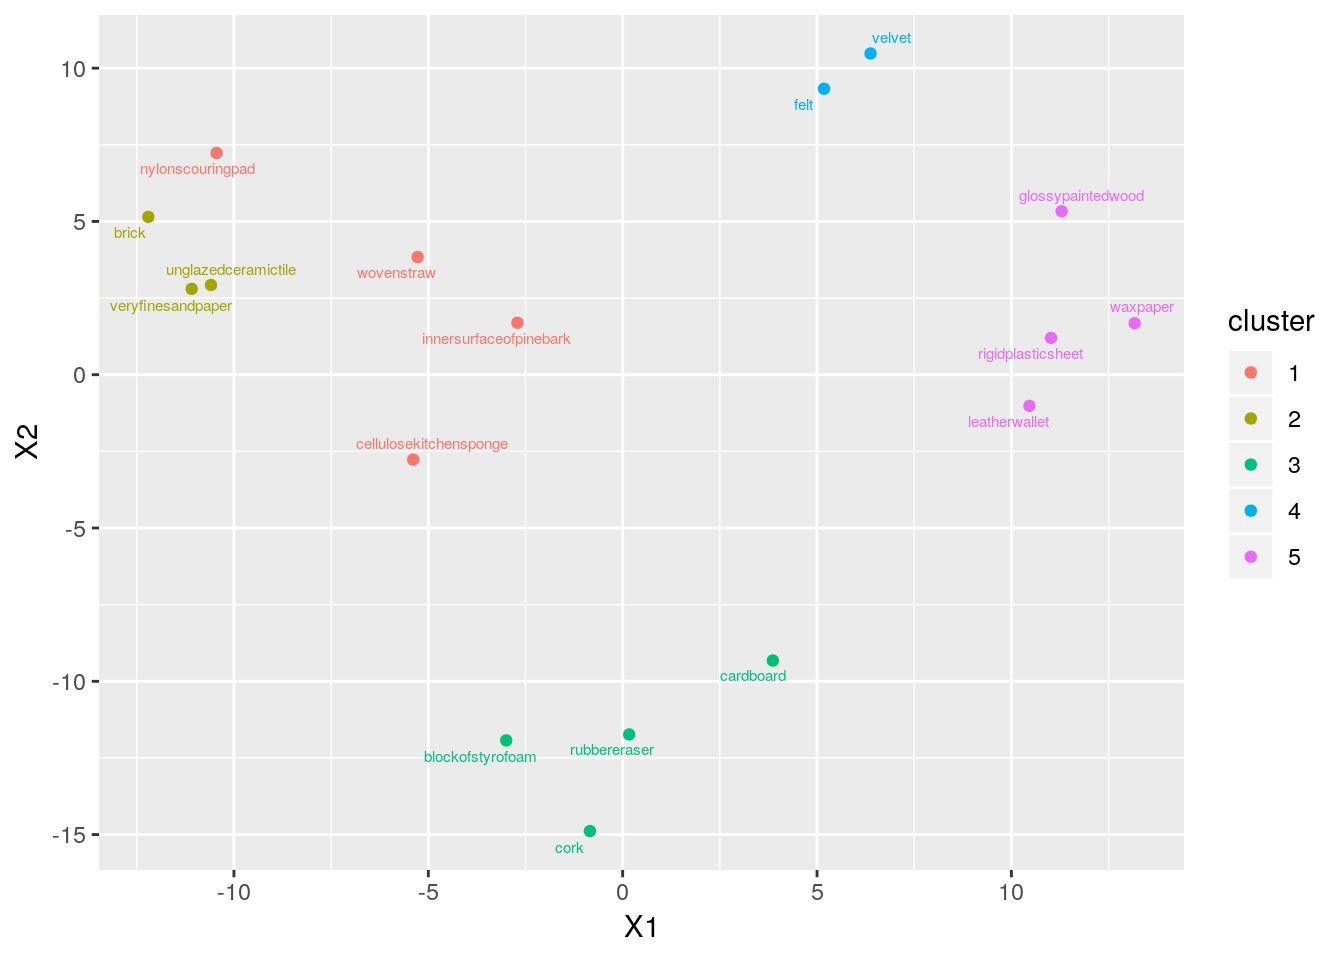 velvet
10
felt
nylonscouringpad
glossypaintedwood
5
brick
unglazedceramictile
wovenstraw
veryfinesandpaper
waxpaper
innersurfaceofpinebark
rigidplasticsheet
0
leatherwallet
cellulosekitchensponge
-5
cardboard
-10
blockofstyrofoam
rubbereraser
-15
cork
-10 -5 0 5 10
X1
X2
cluster
1
2
3
4
5